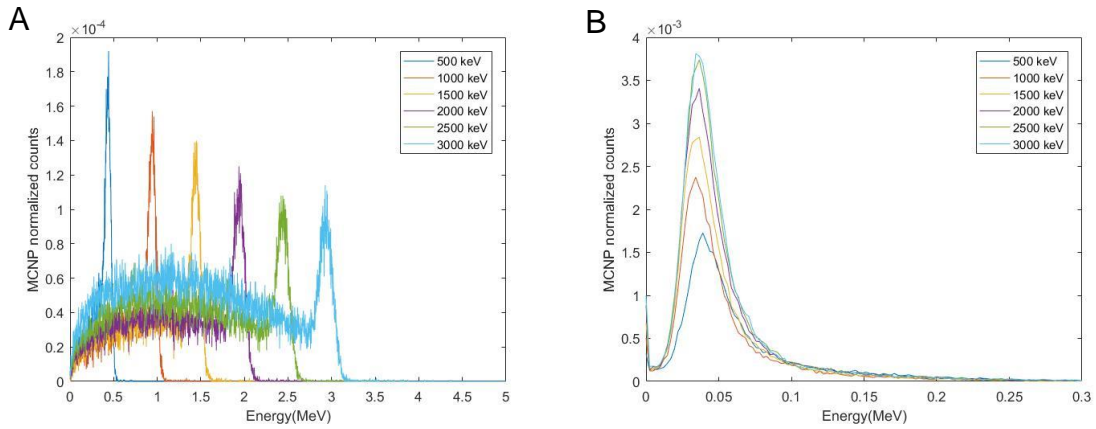 A
×10⁻⁴
2
1.8
1.6
1.4
1.2
1
0.8
0.6
0.4
0.2
0
MCNP normalized counts
0 0.5 1 1.5 2 2.5 3 3.5 4 4.5 5
Energy(MeV)
500 keV
1000 keV
1500 keV
2000 keV
2500 keV
3000 keV
B
×10⁻³
4
3.5
3
2.5
2
1.5
1
0.5
0
MCNP normalized counts
0 0.05 0.1 0.15 0.2 0.25 0.3
Energy(MeV)
500 keV
1000 keV
1500 keV
2000 keV
2500 keV
3000 keV